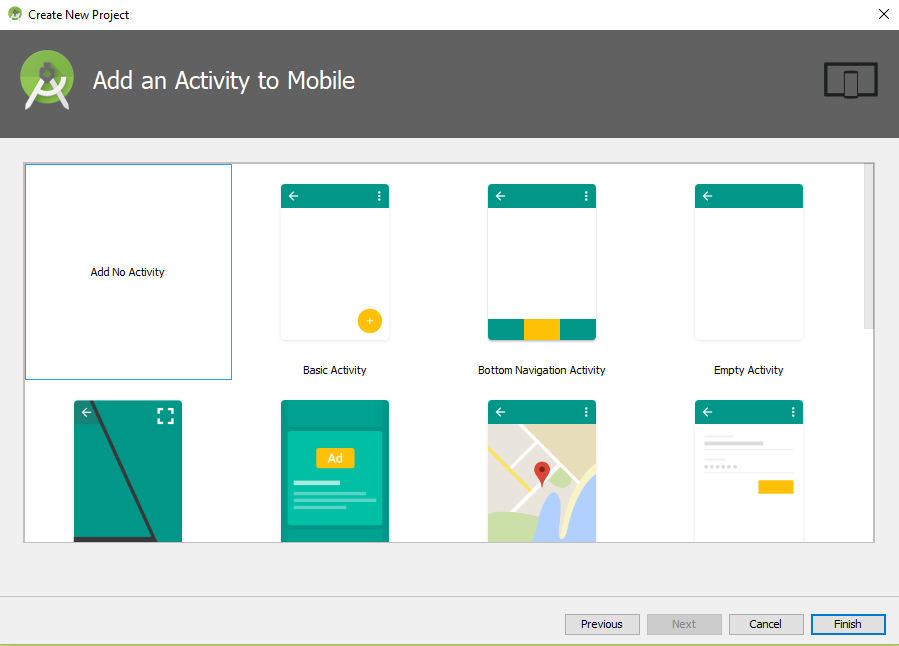 Create New Project
Add an Activity to Mobile
Add No Activity
Basic Activity
Bottom Navigation Activity
Empty Activity
Ad
Previous
Next
Cancel
Finish